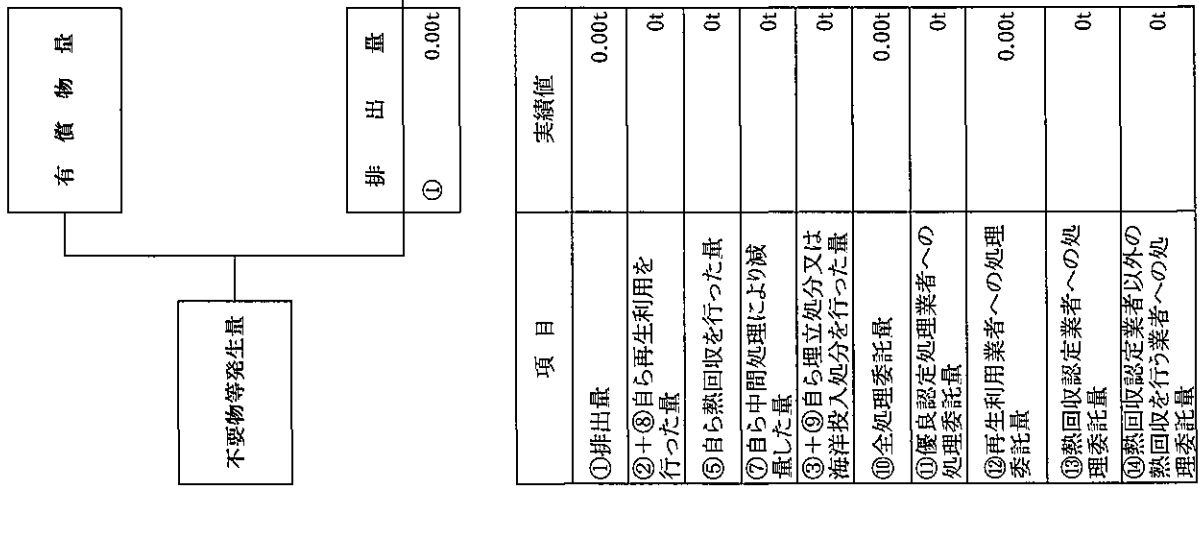 有償物量
不要物等発生量
排出量
① 0.00t
項目 実績値
①排出量 0.00t
②+⑧自ら再生利用を
行った量 0t
⑤自ら熱回収を行った量 0t
⑦自ら中間処理により減
量した量 0t
③+⑨自ら埋立処分又は
海洋投入処分を行った量 0t
⑩全処理委託量 0.00t
⑪優良認定処理業者への
処理委託量 0t
⑫再生利用業者への処理
委託量 0.00t
⑬熱回収認定業者への処
理委託量 0t
⑭熱回収認定業者以外の
熱回収を行う業者への処
理委託量 0t